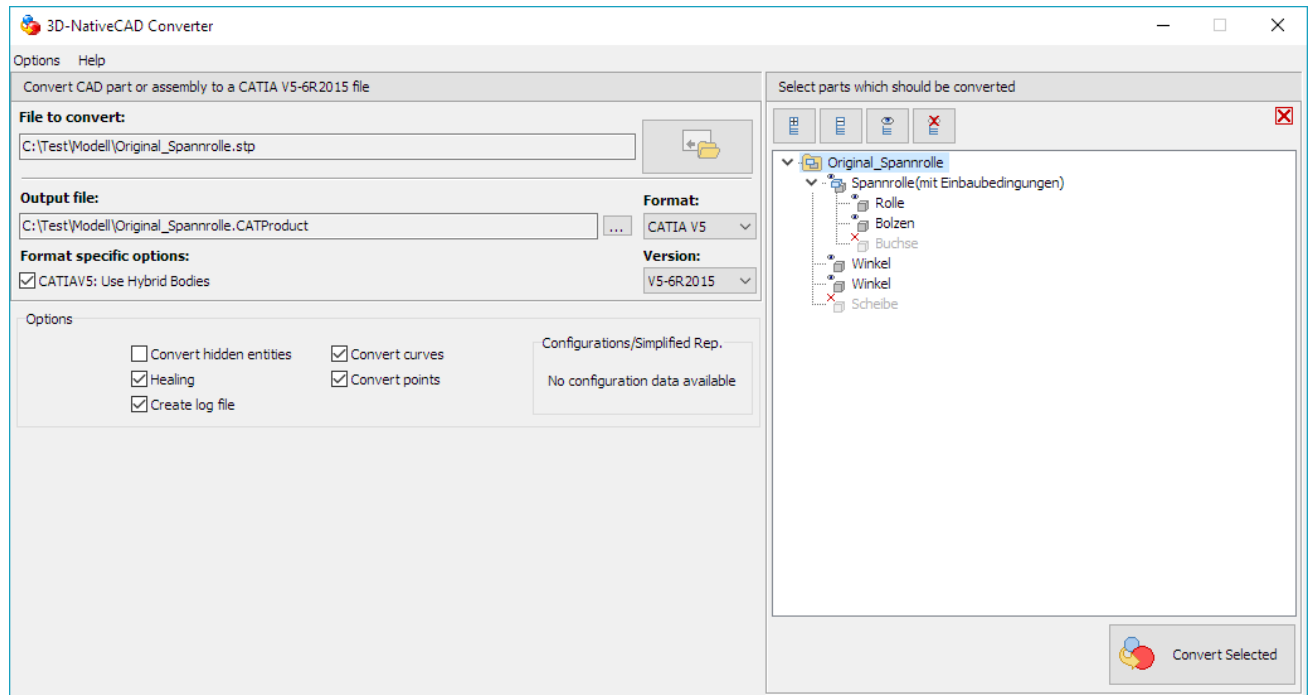 3D-NativeCAD Converter
Options Help
Convert CAD part or assembly to a CATIA V5-6R2015 file
File to convert:
C:\Test\Modell\Original_Spannrolle.stp
Output file:
Format:
C:\Test\Modell\Original_Spannrolle.CATProduct
...
CATIA V5
Format specific options:
Version:
CATIAV5: Use Hybrid Bodies
V5-6R2015
Options
Convert hidden entities
Convert curves
Healing
Convert points
Create log file
Configurations/Simplified Rep.
No configuration data available
Select parts which should be converted
Original_Spannrolle
Spannrolle(mit Einbaubedingungen)
Rolle
Bolzen
Buchse
Winkel
Winkel
Scheibe
Convert Selected